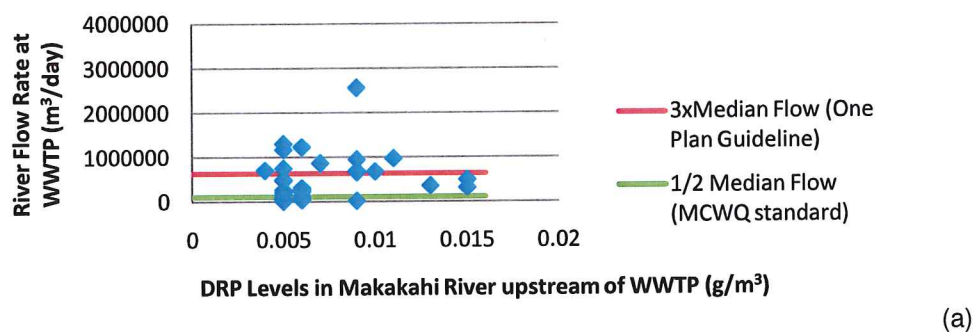 River Flow Rate at
WWTP (m³/day)
4000000
3000000
2000000
1000000
0
0
0.005
0.01
0.015
0.02
DRP Levels in Makakahi River upstream of WWTP (g/m³)
3xMedian Flow (One
Plan Guideline)
1/2 Median Flow
(MCWQ standard)
(a)